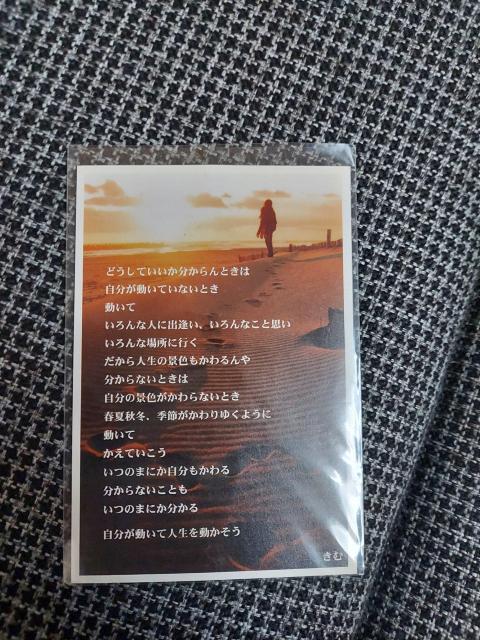 どうしていいか分からんときは
自分が動いていないとき
動いて
いろんな人に出逢い、いろんなこと思い
いろんな場所に行く
だから人生の景色もかわるんや
分からないときは
自分の景色がかわらないとき
春夏秋冬、季節がかわりゆくように
動いて
かえていこう
いつのまにか自分もかわる
分からないことも
いつのまにか分かる
自分が動いて人生を動かそう
きむ